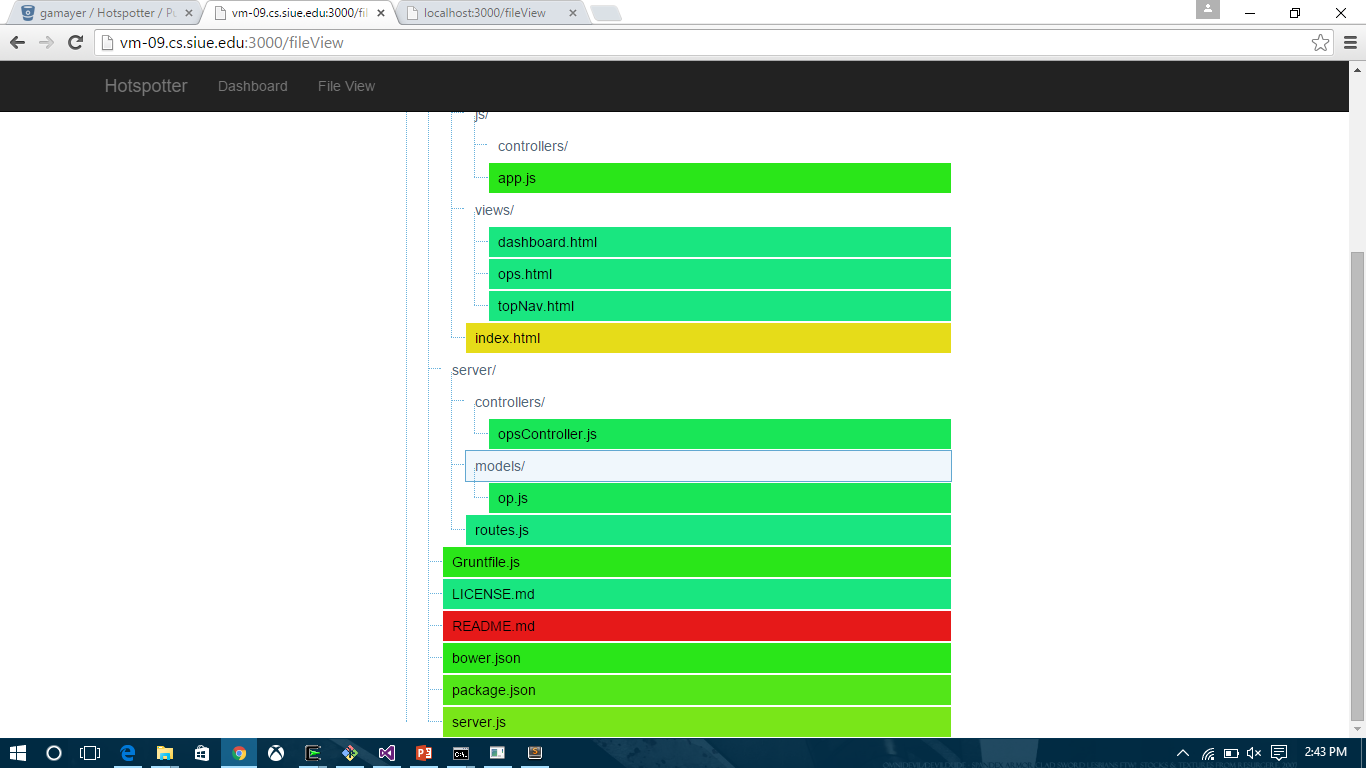 gamayer / Hotspotter / Pu
vm-09.cs.siue.edu:3000/fil
localhost:3000/fileView
vm-09.cs.siue.edu:3000/fileView
Hotspotter Dashboard File View
js/
controllers/
app.js
views/
dashboard.html
ops.html
topNav.html
index.html
server/
controllers/
opsController.js
models/
op.js
routes.js
Gruntfile.js
LICENSE.md
README.md
bower.json
package.json
server.js
2:43 PM